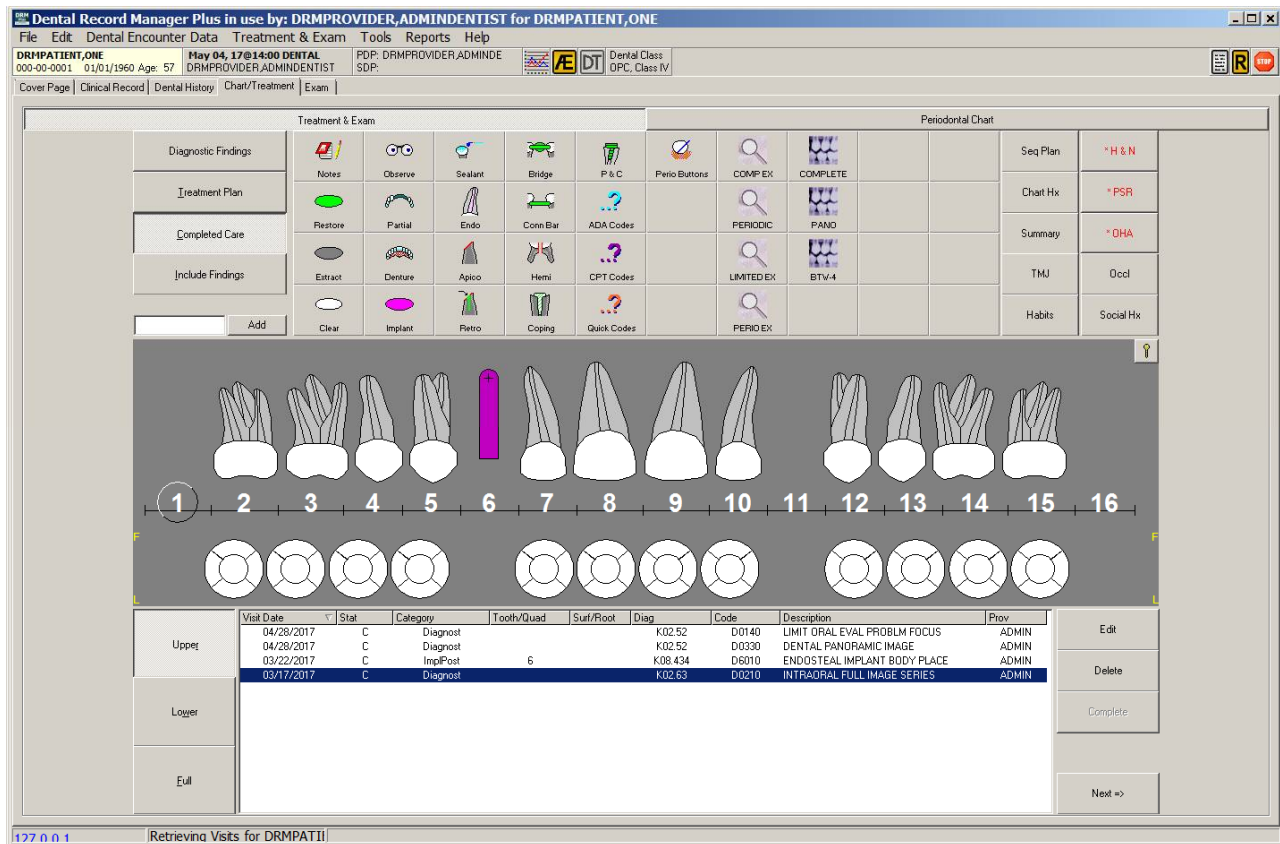 Dental Record Manager Plus in use by: DRMPROVIDER,ADMINDENTIST for DRMPATIENT,ONE
File Edit Dental Encounter Data Treatment & Exam Tools Reports Help
DRMPATIENT,ONE May 04, 17@14:00 DENTAL PDP: DRMPROVIDER,ADMINDE Æ DT Dental Class R STOP
000-00-0001 01/01/1960 Age: 57 DRMPROVIDER,ADMINDENTIST SDP: OPC, Class IV
Cover Page Clinical Record Dental History Chart/Treatment Exam
Treatment & Exam Periodontal Chart
Diagnostic Findings Seq Plan * H & N
Notes Observe Sealant Bridge P & C Perio Buttons COMP EX COMPLETE
Treatment Plan Chart Hx * PSR
Restore Partial Endo Conn Bar ADA Codes PERIODIC PANO
Completed Care Summary * OHA
Extract Denture Apico Hemi CPT Codes LIMITED EX BTW-4
Include Findings TMJ Occl
Add Habits Social Hx
Clear Implant Retro Coping Quick Codes PERIO EX
1 2 3 4 5 6 7 8 9 10 11 12 13 14 15 16
F F
L L
Visit Date Stat Category Tooth/Quad Surf/Root Diag Code Description Prov
04/28/2017 C Diagnost K02.52 D0140 LIMIT ORAL EVAL PROBLM FOCUS ADMIN
04/28/2017 C Diagnost K02.52 D0330 DENTAL PANORAMIC IMAGE ADMIN
03/22/2017 C ImplPost 6 K08.434 D6010 ENDOSTEAL IMPLANT BODY PLACE ADMIN
03/17/2017 C Diagnost K02.63 D0210 INTRAORAL FULL IMAGE SERIES ADMIN
Upper Edit
Delete
Lower Complete
Full Next =>
127.0.0.1 Retrieving Visits for DRMPATII